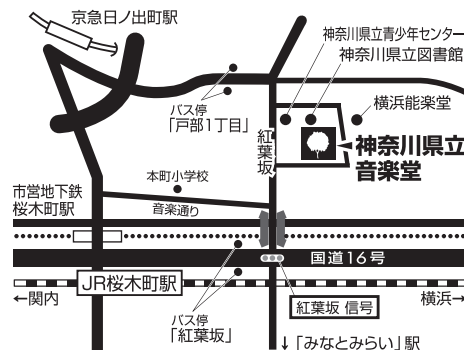 京急日ノ出町駅
神奈川県立青少年センター
神奈川県立図書館
横浜能楽堂
バス停
「戸部1丁目」
紅葉坂
神奈川県立
音楽堂
本町小学校
市営地下鉄
桜木町駅
音楽通り
国道16号
JR桜木町駅
←関内
横浜→
紅葉坂 信号
バス停
「紅葉坂」
↓「みなとみらい」駅